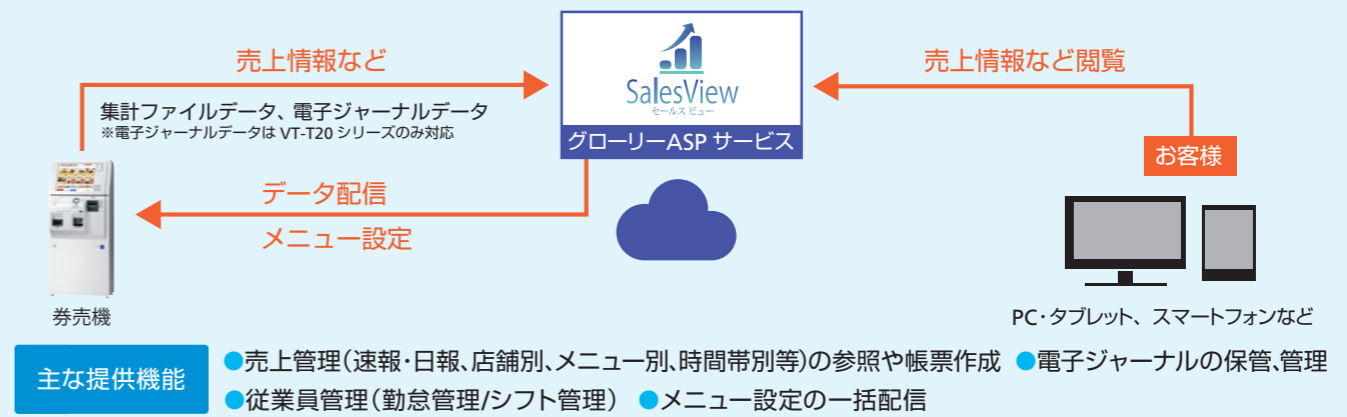 売上情報など
集計ファイルデータ、電子ジャーナルデータ
※電子ジャーナルデータは VT-T20 シリーズのみ対応
SalesView
セールス ビュー
グローリーASP サービス
売上情報など閲覧
お客様
データ配信
メニュー設定
券売機
PC・タブレット、スマートフォンなど
主な提供機能
●売上管理(速報・日報、店舗別、メニュー別、時間帯別等)の参照や帳票作成 ●電子ジャーナルの保管、管理
●従業員管理(勤怠管理/シフト管理) ●メニュー設定の一括配信